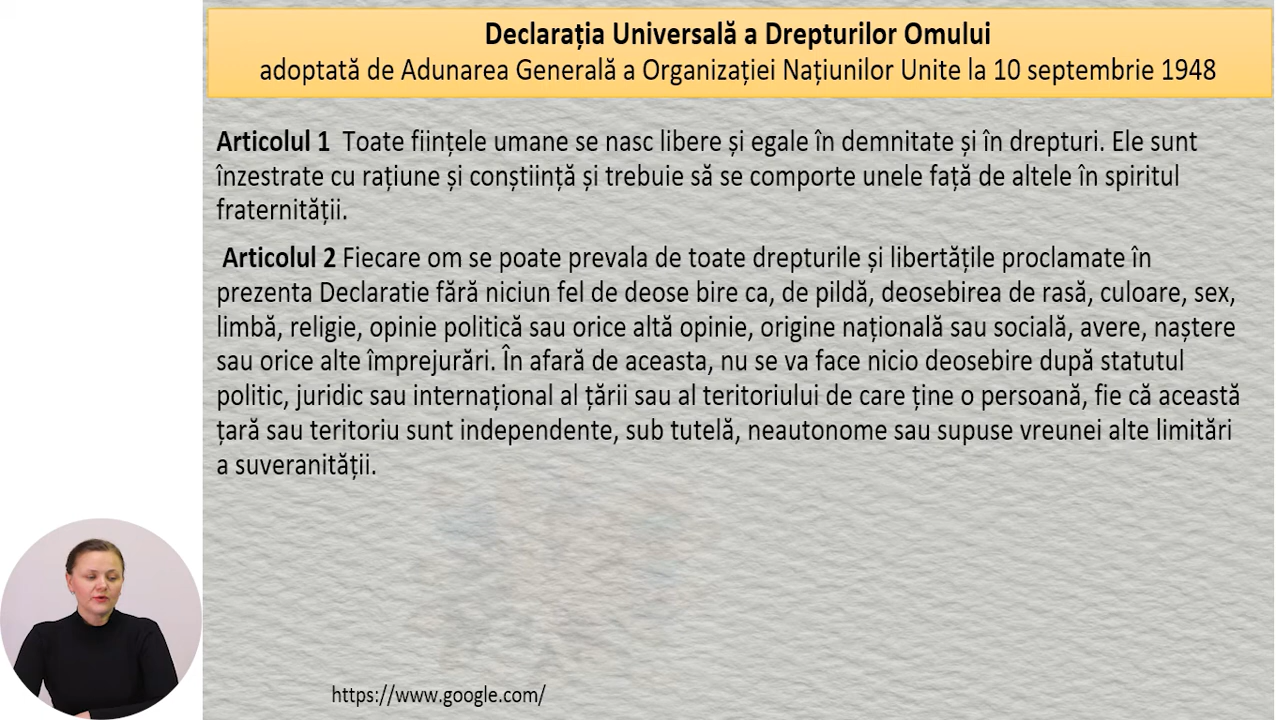 Declarația Universală a Drepturilor Omului
adoptată de Adunarea Generală a Organizației Națiunilor Unite la 10 septembrie 1948
Articolul 1 Toate ființele umane se nasc libere și egale în demnitate și în drepturi. Ele sunt
înzestrate cu rațiune și conștiință și trebuie să se comporte unele față de altele în spiritul
fraternității.
Articolul 2 Fiecare om se poate prevala de toate drepturile și libertățile proclamate în
prezenta Declaratie fără niciun fel de deose bire ca, de pildă, deosebirea de rasă, culoare, sex,
limbă, religie, opinie politică sau orice altă opinie, origine națională sau socială, avere, naștere
sau orice alte împrejurări. În afară de aceasta, nu se va face nicio deosebire după statutul
politic, juridic sau internațional al țării sau al teritoriului de care ține o persoană, fie că această
țară sau teritoriu sunt independente, sub tutelă, neautonome sau supuse vreunei alte limitări
a suveranității.
https://www.google.com/